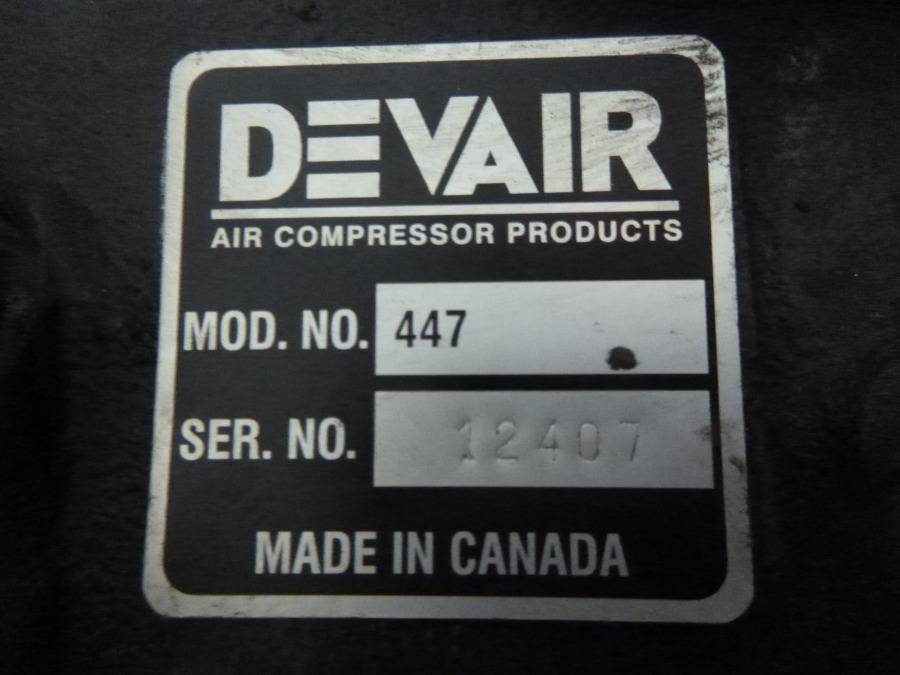 DEVAIR
AIR COMPRESSOR PRODUCTS
MOD. NO. 447
SER. NO. 12407
MADE IN CANADA